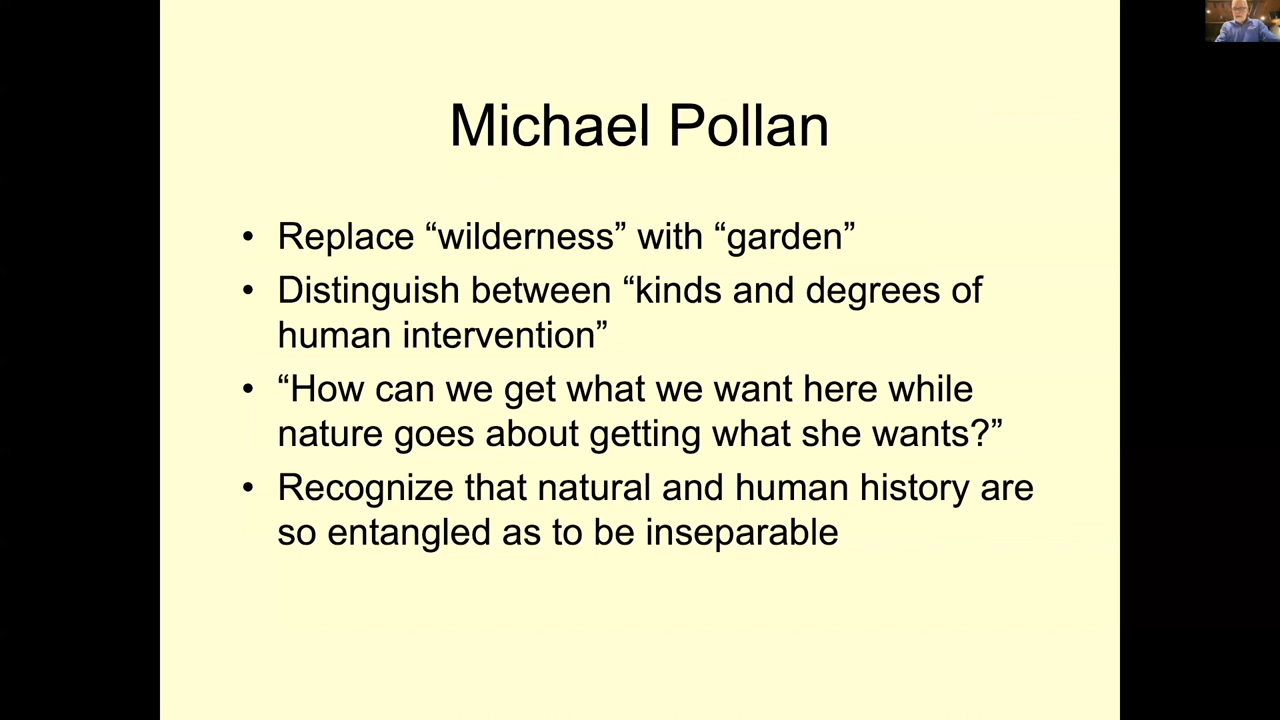 Michael Pollan
• Replace “wilderness” with “garden”
• Distinguish between “kinds and degrees of
human intervention”
• “How can we get what we want here while
nature goes about getting what she wants?”
• Recognize that natural and human history are
so entangled as to be inseparable